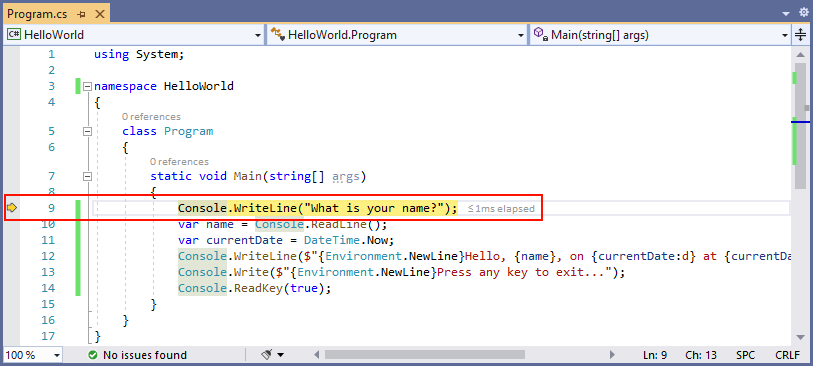 Program.cs
HelloWorld HelloWorld.Program Main(string[] args)
1 using System;
2
3 namespace HelloWorld
4 {
0 references
5 class Program
6 {
0 references
7 static void Main(string[] args)
8 {
9 Console.WriteLine("What is your name?"); ≤1ms elapsed
10 var name = Console.ReadLine();
11 var currentDate = DateTime.Now;
12 Console.WriteLine($"{Environment.NewLine}Hello, {name}, on {currentDate:d} at {currentDa
13 Console.Write($"{Environment.NewLine}Press any key to exit...");
14 Console.ReadKey(true);
15 }
16 }
17 }
100 % No issues found Ln: 9 Ch: 13 SPC CRLF